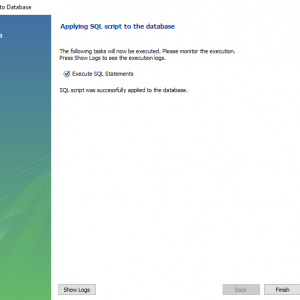 to Database
Applying SQL script to the database
The following tasks will now be executed. Please monitor the execution.
Press Show Logs to see the execution logs.
Execute SQL Statements
SQL script was successfully applied to the database.
Show Logs
Back
Finish